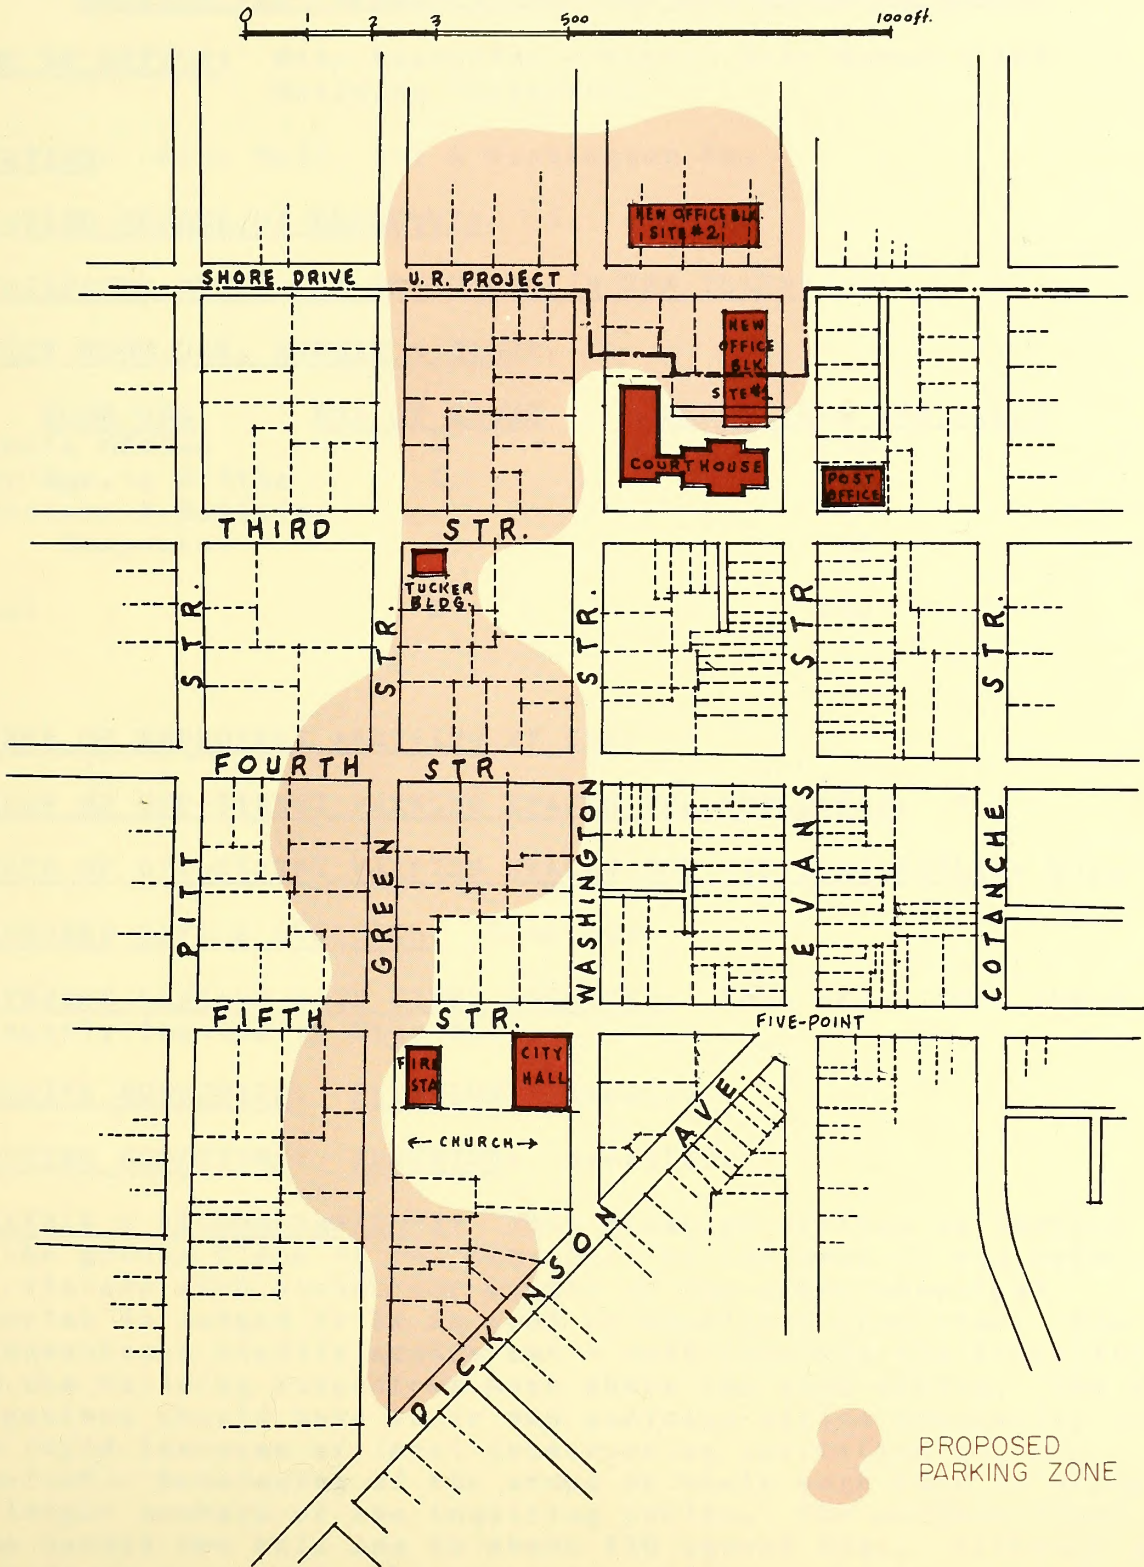 0 1 2 3 500 1000ft.
NEW OFFICE BLK
SITE #2
SHORE DRIVE U.R. PROJECT
NEW
OFFICE
BLK
SITE #1
COURTHOUSE
POST
OFFICE
THIRD STR.
TUCKER
BLDG.
STR.
STR.
STR.
STR
STR.
FOURTH STR.
PITT
GREEN
WASHINGTON
EVANS
COTANCHE
FIFTH STR.
FIVE-POINT
FIRE
STA
CITY
HALL
← CHURCH →
DICKINSON AVE.
PROPOSED
PARKING ZONE